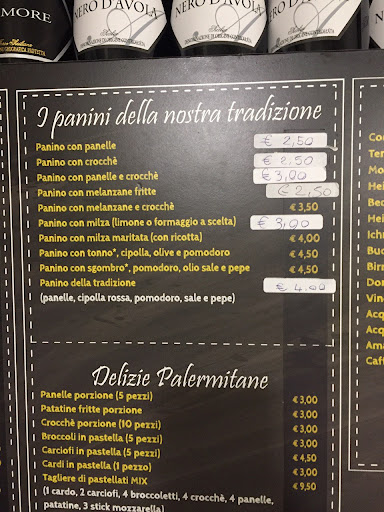 MORE
NERO D'AVOLA
NERO D'AVOLA
I panini della nostra tradizione
Panino con panelle € 2,50
Panino con crocchè € 2,50
Panino con panelle e crocchè € 3,00
Panino con melanzane fritte € 2,50
Panino con melanzane e crocchè € 3,50
Panino con milza (limone o formaggio a scelta) € 3,00
Panino con milza maritata (con ricotta) € 4,00
Panino con tonno*, cipolla, olive e pomodoro € 4,50
Panino con sgombro*, pomodoro, olio sale e pepe € 4,50
Panino della tradizione € 4.00
(panelle, cipolla rossa, pomodoro, sale e pepe)
Delizie Palermitane
Panelle porzione (5 pezzi) € 3,00
Patatine fritte porzione € 3,00
Crocchè porzione (10 pezzi) € 3,00
Broccoli in pastella (5 pezzi) € 3,00
Carciofi in pastella (5 pezzi) € 4,50
Cardi in pastella (1 pezzo) € 3,00
Tagliere di pastellati MIX € 9,50
(1 cardo, 2 carciofi, 4 broccoletti, 4 crocchè, 4 panelle,
patatine, 3 stick mozzarella)